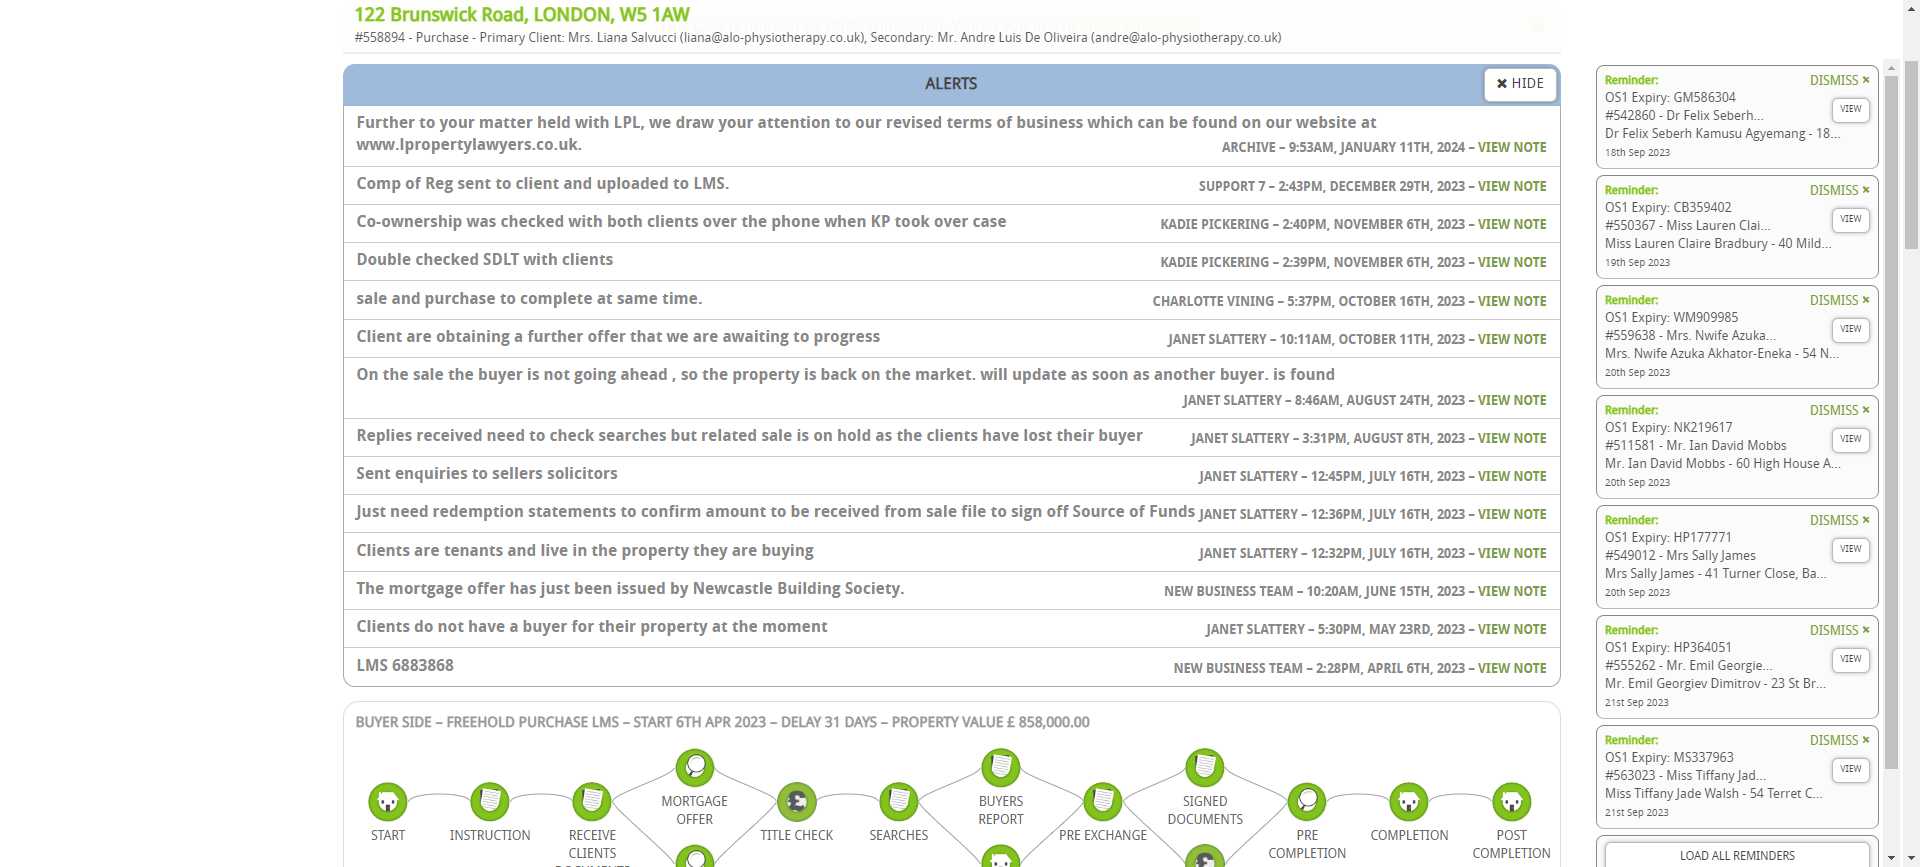 122 Brunswick Road, LONDON, W5 1AW
#558894 - Purchase - Primary Client: Mrs. Liana Salvucci (liana@alo-physiotherapy.co.uk), Secondary: Mr. Andre Luis De Oliveira (andre@alo-physiotherapy.co.uk)
ALERTS
✖ HIDE
Further to your matter held with LPL, we draw your attention to our revised terms of business which can be found on our website at
www.lpropertylawyers.co.uk.
ARCHIVE – 9:53AM, JANUARY 11TH, 2024 – VIEW NOTE
Comp of Reg sent to client and uploaded to LMS.
SUPPORT 7 – 2:43PM, DECEMBER 29TH, 2023 – VIEW NOTE
Co-ownership was checked with both clients over the phone when KP took over case
KADIE PICKERING – 2:40PM, NOVEMBER 6TH, 2023 – VIEW NOTE
Double checked SDLT with clients
KADIE PICKERING – 2:39PM, NOVEMBER 6TH, 2023 – VIEW NOTE
sale and purchase to complete at same time.
CHARLOTTE VINING – 5:37PM, OCTOBER 16TH, 2023 – VIEW NOTE
Client are obtaining a further offer that we are awaiting to progress
JANET SLATTERY – 10:11AM, OCTOBER 11TH, 2023 – VIEW NOTE
On the sale the buyer is not going ahead , so the property is back on the market. will update as soon as another buyer. is found
JANET SLATTERY – 8:46AM, AUGUST 24TH, 2023 – VIEW NOTE
Replies received need to check searches but related sale is on hold as the clients have lost their buyer
JANET SLATTERY – 3:31PM, AUGUST 8TH, 2023 – VIEW NOTE
Sent enquiries to sellers solicitors
JANET SLATTERY – 12:45PM, JULY 16TH, 2023 – VIEW NOTE
Just need redemption statements to confirm amount to be received from sale file to sign off Source of Funds
JANET SLATTERY – 12:36PM, JULY 16TH, 2023 – VIEW NOTE
Clients are tenants and live in the property they are buying
JANET SLATTERY – 12:32PM, JULY 16TH, 2023 – VIEW NOTE
The mortgage offer has just been issued by Newcastle Building Society.
NEW BUSINESS TEAM – 10:20AM, JUNE 15TH, 2023 – VIEW NOTE
Clients do not have a buyer for their property at the moment
JANET SLATTERY – 5:30PM, MAY 23RD, 2023 – VIEW NOTE
LMS 6883868
NEW BUSINESS TEAM – 2:28PM, APRIL 6TH, 2023 – VIEW NOTE
BUYER SIDE – FREEHOLD PURCHASE LMS – START 6TH APR 2023 – DELAY 31 DAYS – PROPERTY VALUE £ 858,000.00
START
INSTRUCTION
RECEIVE
CLIENTS
DOCUMENTS
MORTGAGE
OFFER
TITLE CHECK
SEARCHES
BUYERS
REPORT
PRE EXCHANGE
SIGNED
DOCUMENTS
PRE
COMPLETION
COMPLETION
POST
COMPLETION
Reminder:
DISMISS ×
OS1 Expiry: GM586304
VIEW
#542860 - Dr Felix Seberh...
Dr Felix Seberh Kamusu Agyemang - 18...
18th Sep 2023
Reminder:
DISMISS ×
OS1 Expiry: CB359402
VIEW
#550367 - Miss Lauren Clai...
Miss Lauren Claire Bradbury - 40 Mild...
19th Sep 2023
Reminder:
DISMISS ×
OS1 Expiry: WM909985
VIEW
#559638 - Mrs. Nwife Azuka...
Mrs. Nwife Azuka Akhator-Eneka - 54 N...
20th Sep 2023
Reminder:
DISMISS ×
OS1 Expiry: NK219617
VIEW
#511581 - Mr. Ian David Mobbs
Mr. Ian David Mobbs - 60 High House A...
20th Sep 2023
Reminder:
DISMISS ×
OS1 Expiry: HP177771
VIEW
#549012 - Mrs Sally James
Mrs Sally James - 41 Turner Close, Ba...
20th Sep 2023
Reminder:
DISMISS ×
OS1 Expiry: HP364051
VIEW
#555262 - Mr. Emil Georgie...
Mr. Emil Georgiev Dimitrov - 23 St Br...
21st Sep 2023
Reminder:
DISMISS ×
OS1 Expiry: MS337963
VIEW
#563023 - Miss Tiffany Jad...
Miss Tiffany Jade Walsh - 54 Terret C...
21st Sep 2023
LOAD ALL REMINDERS